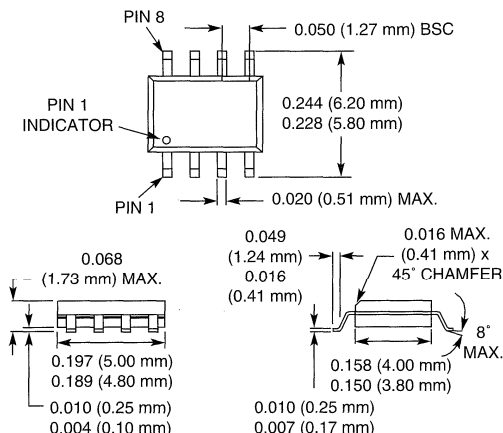 PIN 8
0.050 (1.27 mm) BSC
0.244 (6.20 mm)
0.228 (5.80 mm)
PIN 1
INDICATOR
PIN 1
0.020 (0.51 mm) MAX.
0.068
(1.73 mm) MAX.
0.197 (5.00 mm)
0.189 (4.80 mm)
0.010 (0.25 mm)
0.004 (0.10 mm)
0.049
(1.24 mm)
0.016
(0.41 mm)
0.016 MAX.
(0.41 mm) x
45° CHAMFER
8°
MAX.
0.158 (4.00 mm)
0.150 (3.80 mm)
0.010 (0.25 mm)
0.007 (0.17 mm)